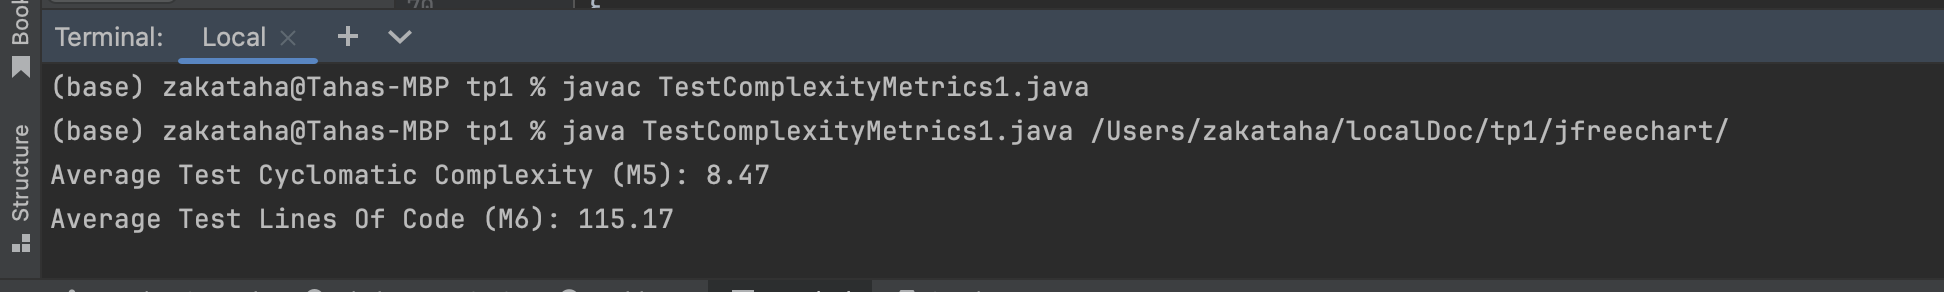 Terminal: Local
(base) zakataha@Tahas-MBP tp1 % javac TestComplexityMetrics1.java
(base) zakataha@Tahas-MBP tp1 % java TestComplexityMetrics1.java /Users/zakataha/localDoc/tp1/jfreechart/
Average Test Cyclomatic Complexity (M5): 8.47
Average Test Lines Of Code (M6): 115.17
Structure